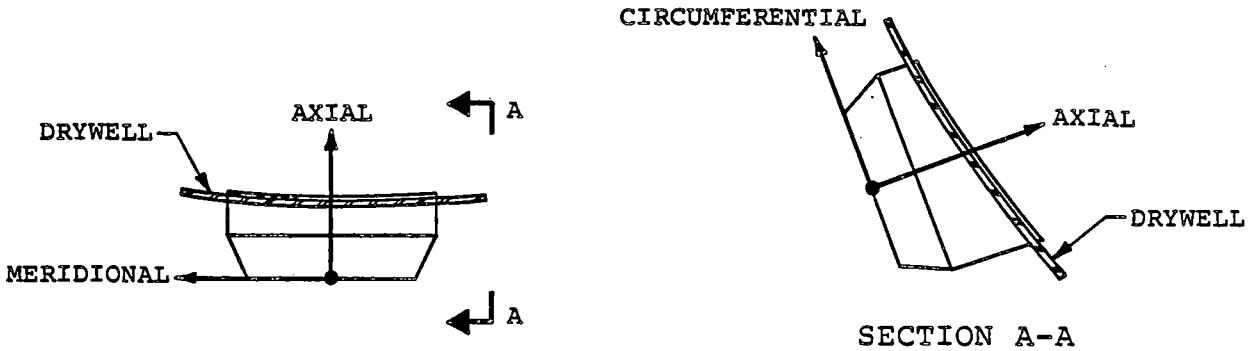 AXIAL
A
DRYWELL
MERIDIONAL
A
CIRCUMFERENTIAL
AXIAL
DRYWELL
SECTION A-A